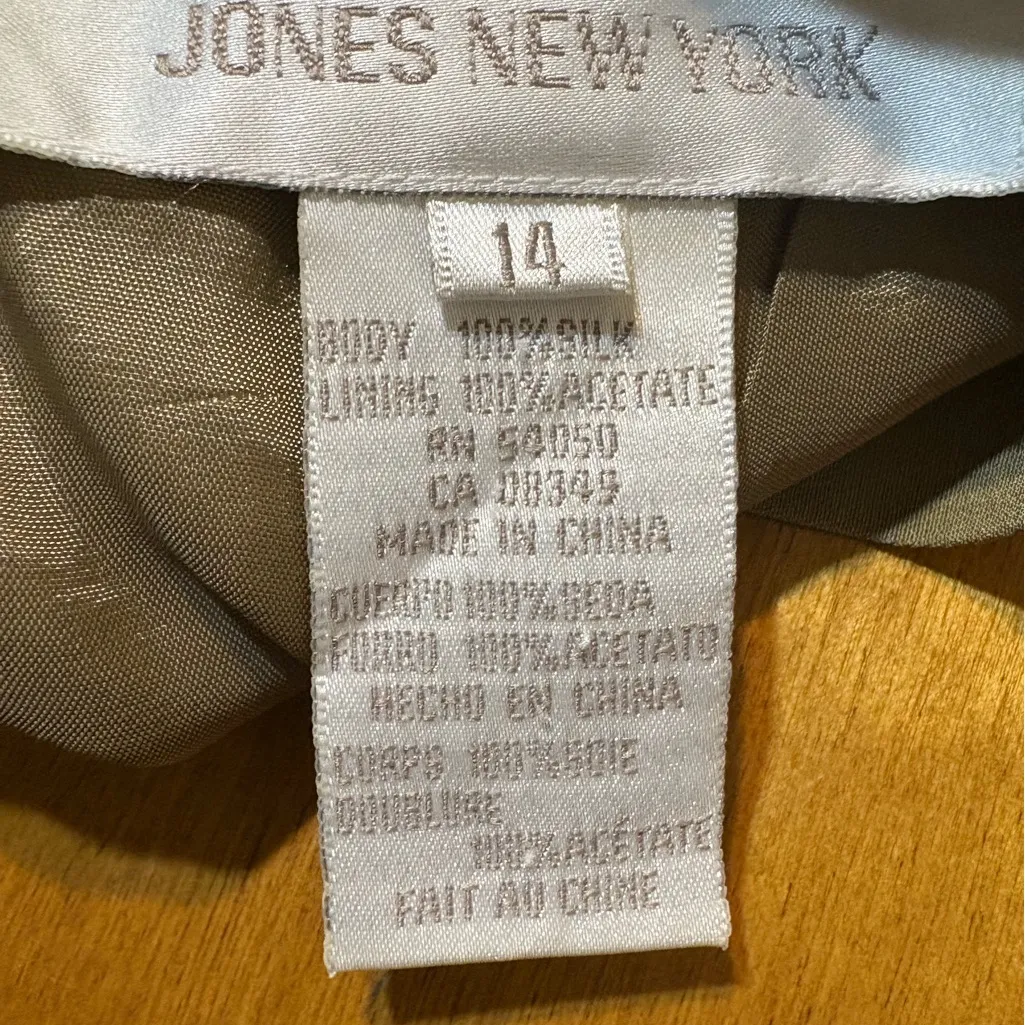 JONES NEW YORK
14
BODY 100% SILK
LINING 100% ACETATE
RN 54050
CA 00349
MADE IN CHINA
CUERPO 100% SEDA
FORRO 100% ACETATO
HECHO EN CHINA
CORPS 100% SOIE
DOUBLURE
100% ACÉTATE
FAIT AU CHINE